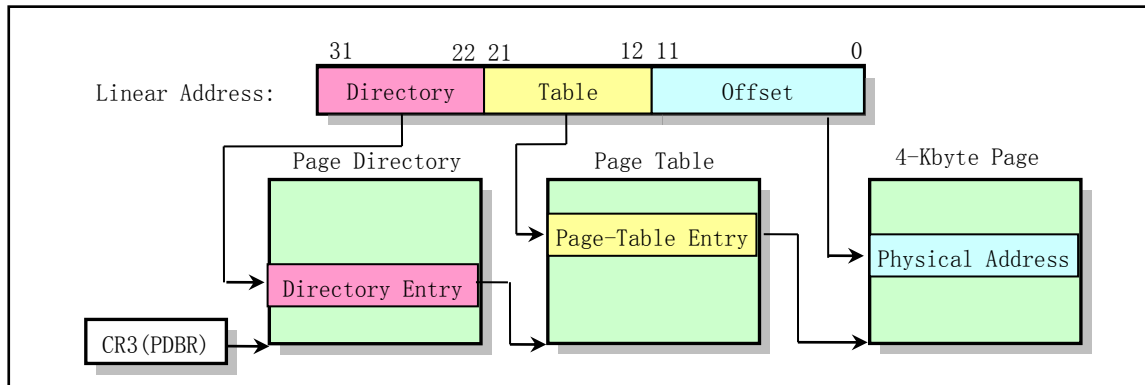 31 22 21 12 11 0
Linear Address: Directory Table Offset
Page Directory Page Table 4-Kbyte Page
Page-Table Entry
Physical Address
Directory Entry
CR3(PDBR)